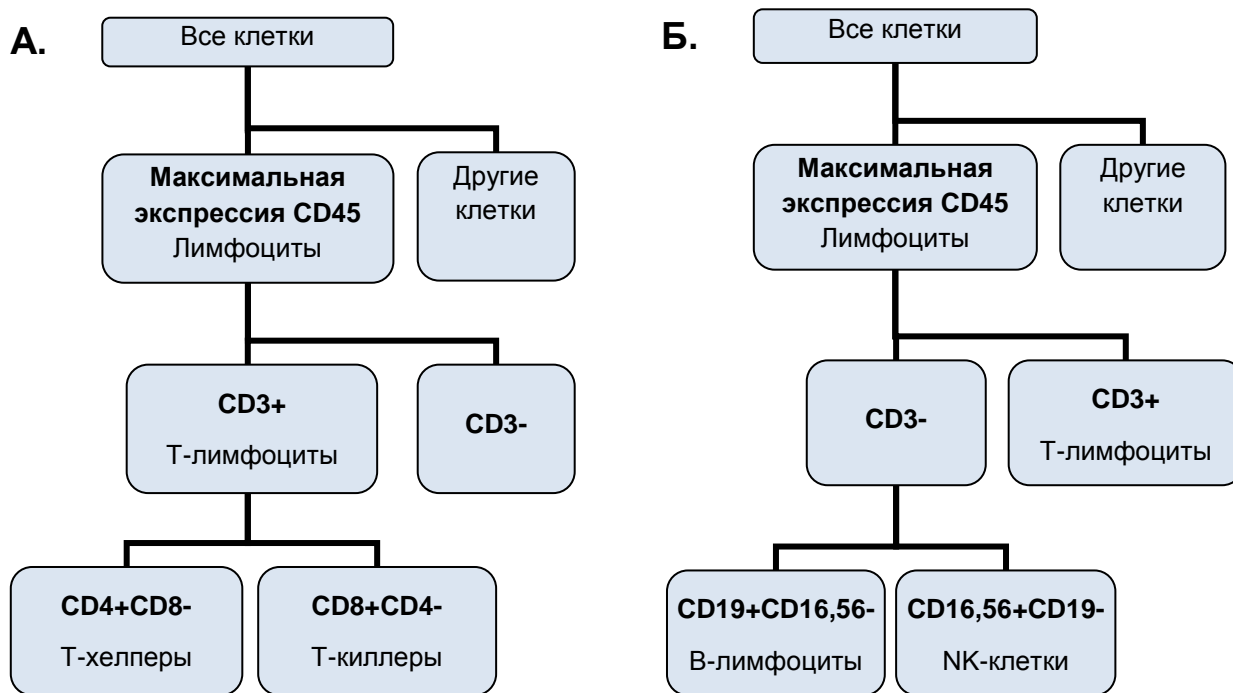 А.
Все клетки
Максимальная
экспрессия CD45
Лимфоциты
Другие
клетки
CD3+
Т-лимфоциты
CD3-
CD4+CD8-
Т-хелперы
CD8+CD4-
Т-киллеры
Б.
Все клетки
Максимальная
экспрессия CD45
Лимфоциты
Другие
клетки
CD3-
CD3+
Т-лимфоциты
CD19+CD16,56-
В-лимфоциты
CD16,56+CD19-
NK-клетки